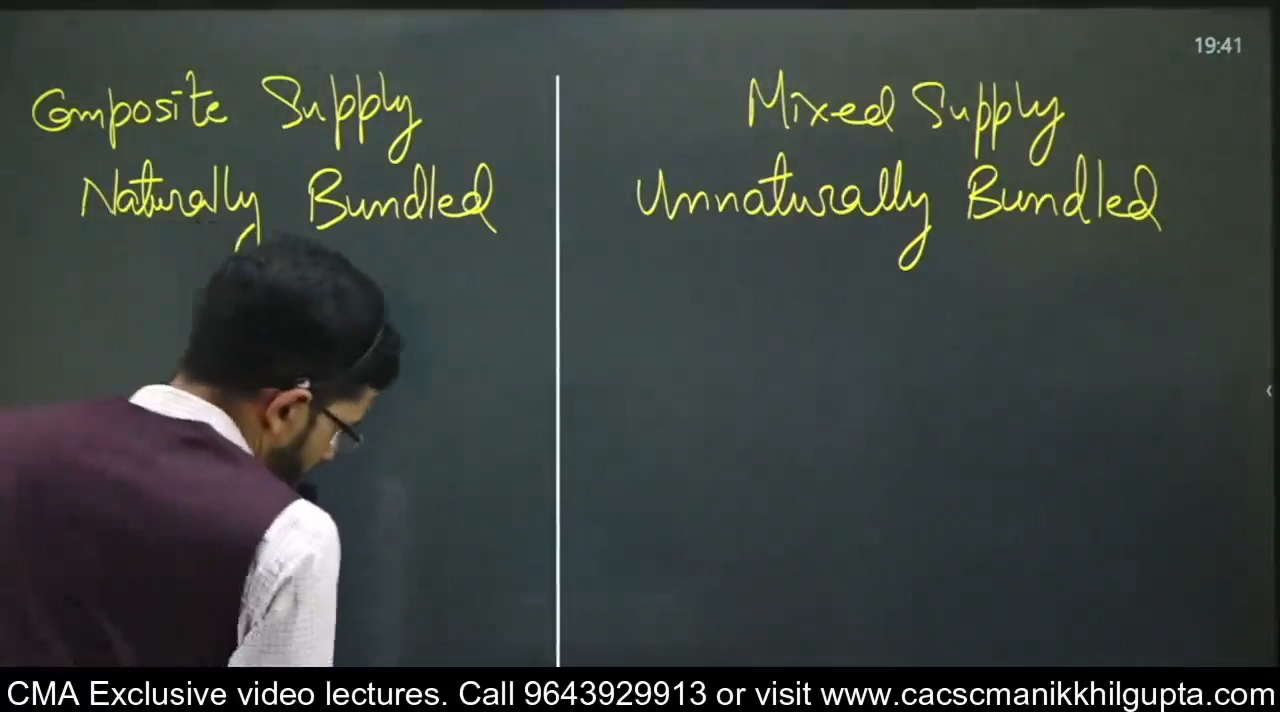 19:41
Composite Supply
Naturally Bundled
Mixed Supply
Unnaturally Bundled
CMA Exclusive video lectures. Call 9643929913 or visit www.cacscmanikkhilgupta.com